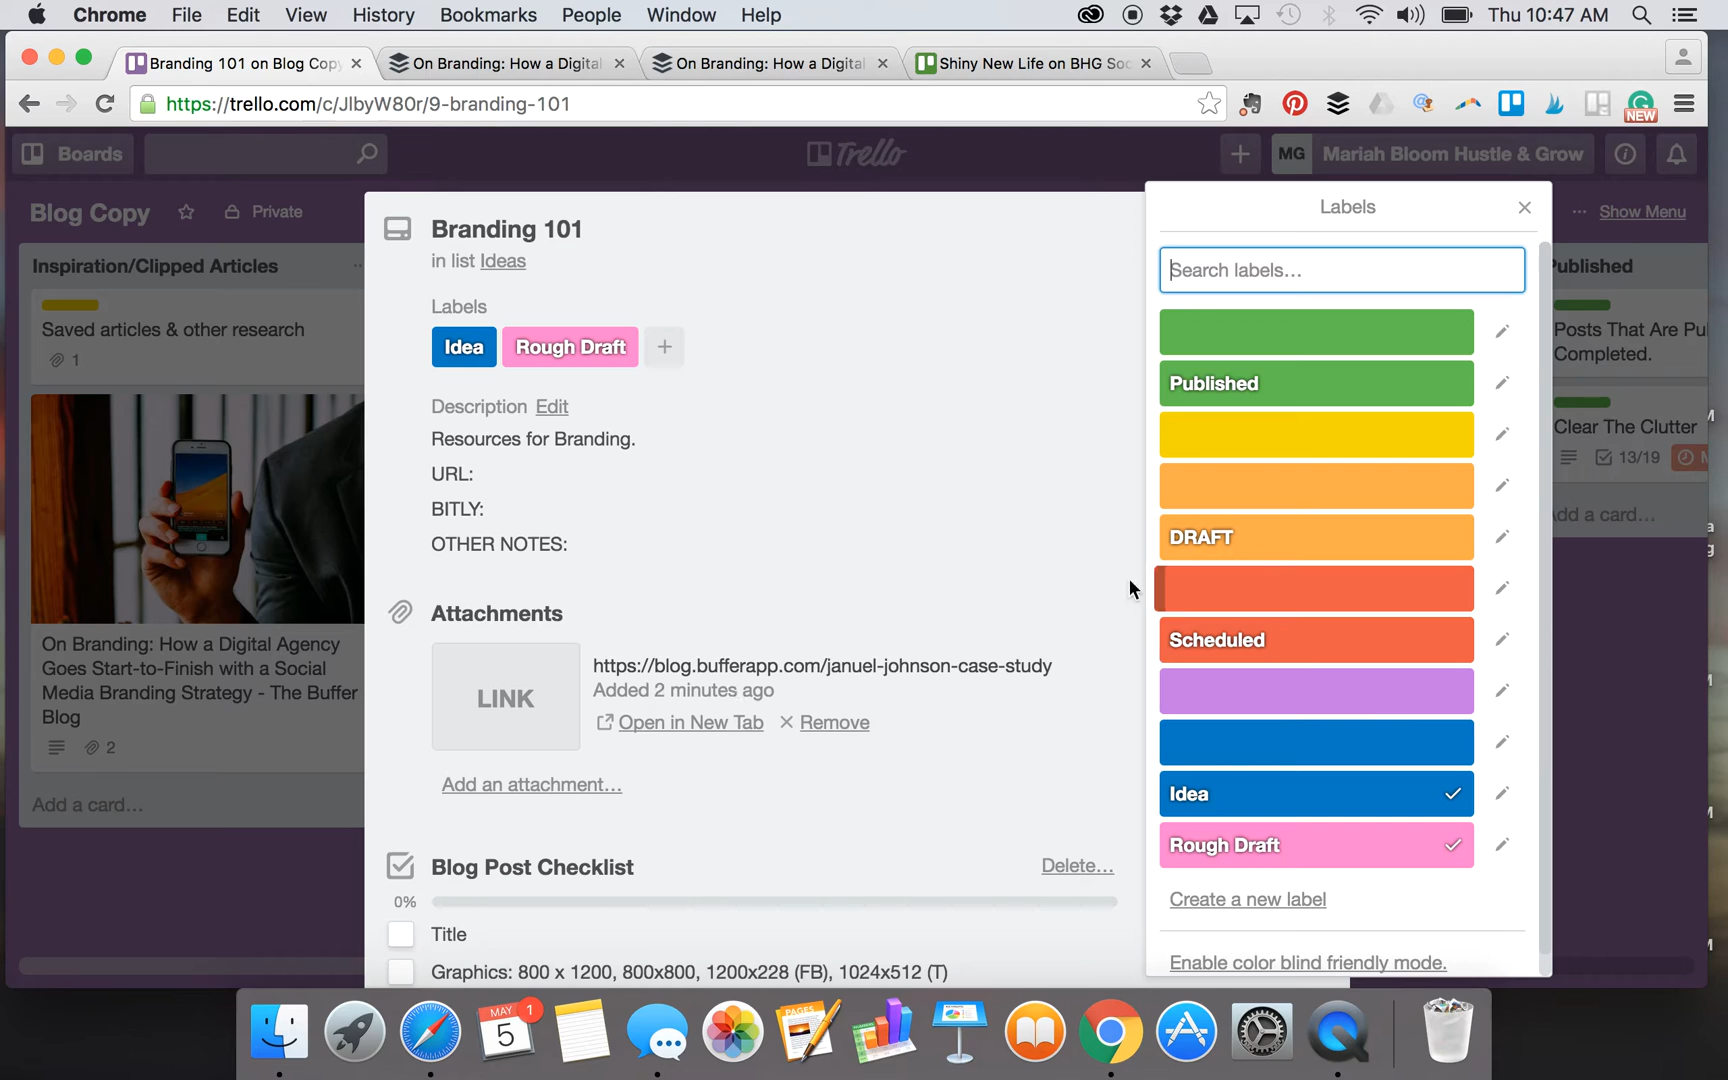 Chrome File Edit View History Bookmarks People Window Help Thu 10:47 AM
Branding 101 on Blog Copy
On Branding: How a Digital
On Branding: How a Digital
Shiny New Life on BHG Soc
https://trello.com/c/JlbyW80r/9-branding-101
NEW
Boards
Trello
MG Mariah Bloom Hustle & Grow
Blog Copy Private
... Show Menu
Inspiration/Clipped Articles
Saved articles & other research
1
On Branding: How a Digital Agency
Goes Start-to-Finish with a Social
Media Branding Strategy - The Buffer
Blog
2
Add a card...
Branding 101
in list Ideas
Labels
Idea Rough Draft +
Description Edit
Resources for Branding.
URL:
BITLY:
OTHER NOTES:
Attachments
LINK
https://blog.bufferapp.com/januel-johnson-case-study
Added 2 minutes ago
Open in New Tab Remove
Add an attachment...
Blog Post Checklist Delete...
0%
Title
Graphics: 800 x 1200, 800x800, 1200x228 (FB), 1024x512 (T)
Labels
Search labels...
Published
DRAFT
Scheduled
Idea
Rough Draft
Create a new label
Enable color blind friendly mode.
Published
Posts That Are Pu
Completed.
Clear The Clutter
13/19
dd a card...
MAY 1
5
PAGES